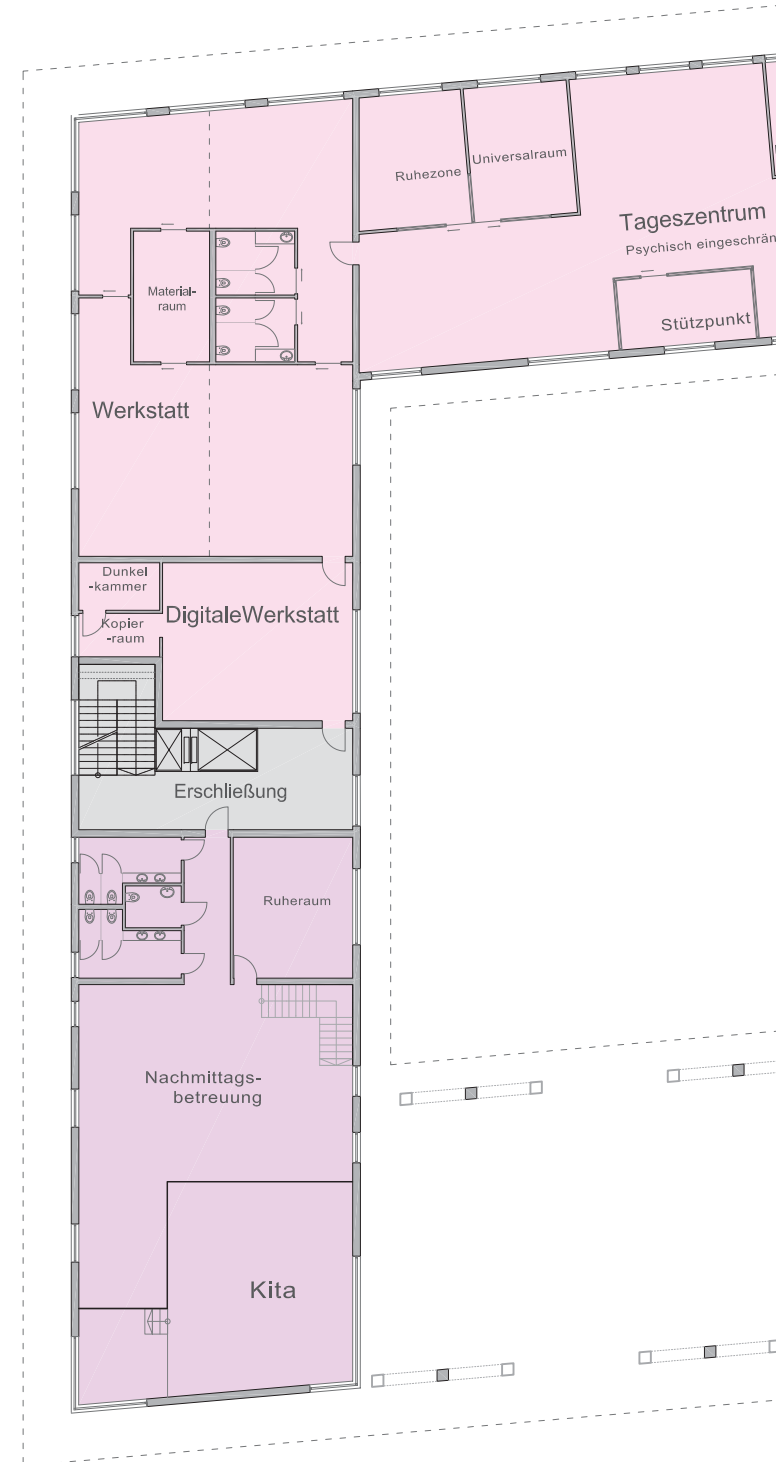 Ruhezone
Universalraum
Tageszentrum
Psychisch eingeschrän
Material-
raum
Stützpunkt
Werkstatt
Dunkel
-kammer
Kopier
-raum
DigitaleWerkstatt
Erschließung
Ruheraum
Nachmittags-
betreuung
Kita